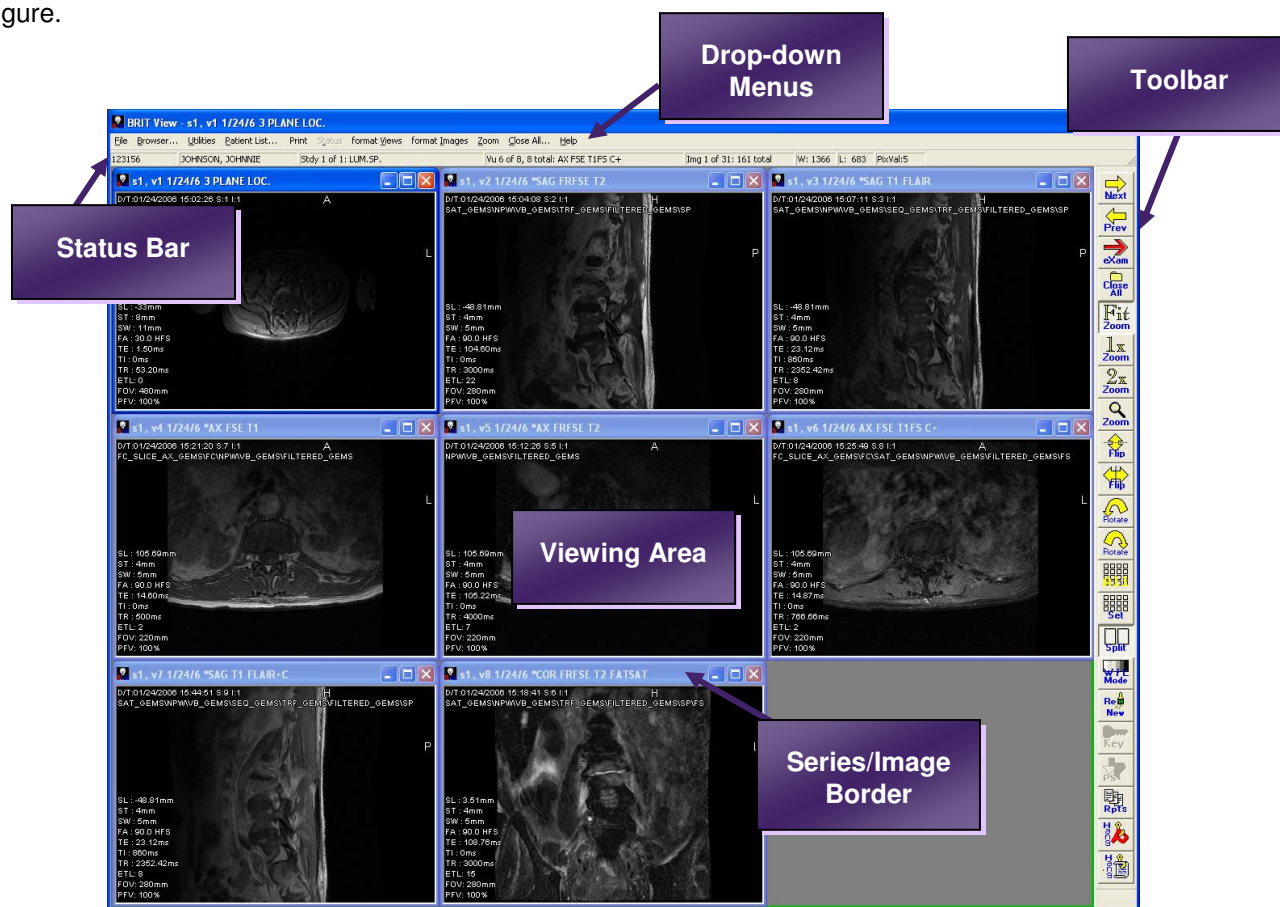 gure.
Drop-down
Menus
Toolbar
BRIT View - s1, v1 1/24/6 3 PLANE LOC.
File Browser... Utilities Patient List... Print Status format Views format Images Zoom Close All... Help
123156 JOHNSON, JOHNNIE Stdy 1 of 1: LUM.SP. Vu 6 of 8, 8 total: AX FSE T1FS C+ Img 1 of 31: 161 total W: 1366 L: 683 PixVal:5
Status Bar
s1, v1 1/24/6 3 PLANE LOC.
D/T:01/24/2006 15:02:26 S:1 I:1 A
L
SL : -33mm
ST : 8mm
SW : 11mm
FA : 30.0 HFS
TE : 1.50ms
TI : 0ms
TR : 53.20ms
ETL: 0
FOV: 480mm
PFV: 100%
s1, v2 1/24/6 *SAG FRFSE T2
D/T:01/24/2006 15:04:08 S:2 I:1 H
SAT_GEMS\NPW\VB_GEMS\TRF_GEMS\FILTERED_GEMS\SP
P
SL : -48.81mm
ST : 4mm
SW : 5mm
FA : 90.0 HFS
TE : 104.60ms
TI : 0ms
TR : 3000ms
ETL: 22
FOV: 280mm
PFV: 100%
s1, v3 1/24/6 *SAG T1 FLAIR
D/T:01/24/2006 15:07:11 S:3 I:1 H
SAT_GEMS\NPW\VB_GEMS\SEQ_GEMS\TRF_GEMS\FILTERED_GEMS\SP
P
SL : -48.81mm
ST : 4mm
SW : 5mm
FA : 90.0 HFS
TE : 23.12ms
TI : 860ms
TR : 2352.42ms
ETL: 8
FOV: 280mm
PFV: 100%
s1, v4 1/24/6 *AX FSE T1
D/T:01/24/2006 15:21:20 S:7 I:1 A
FC_SLICE_AX_GEMS\FC\NPW\VB_GEMS\FILTERED_GEMS
L
SL : 105.69mm
ST : 4mm
SW : 5mm
FA : 90.0 HFS
TE : 14.60ms
TI : 0ms
TR : 500ms
ETL: 2
FOV: 220mm
PFV: 100%
s1, v5 1/24/6 *AX FRFSE T2
D/T:01/24/2006 15:12:26 S:5 I:1 A
NPW\VB_GEMS\FILTERED_GEMS
L
Viewing Area
SL : 105.69mm
ST : 4mm
SW : 5mm
FA : 90.0 HFS
TE : 105.22ms
TI : 0ms
TR : 4000ms
ETL: 7
FOV: 220mm
PFV: 100%
s1, v6 1/24/6 AX FSE T1FS C+
D/T:01/24/2006 15:25:49 S:8 I:1 A
FC_SLICE_AX_GEMS\FC\SAT_GEMS\NPW\VB_GEMS\FILTERED_GEMS\FS
L
SL : 105.69mm
ST : 4mm
SW : 5mm
FA : 90.0 HFS
TE : 14.87ms
TI : 0ms
TR : 766.66ms
ETL: 2
FOV: 220mm
PFV: 100%
s1, v7 1/24/6 *SAG T1 FLAIR+C
D/T:01/24/2006 15:44:51 S:9 I:1 H
SAT_GEMS\NPW\VB_GEMS\SEQ_GEMS\TRF_GEMS\FILTERED_GEMS\SP
P
SL : -48.81mm
ST : 4mm
SW : 5mm
FA : 90.0 HFS
TE : 23.12ms
TI : 860ms
TR : 2352.42ms
ETL: 8
FOV: 280mm
PFV: 100%
s1, v8 1/24/6 *COR FRFSE T2 FATSAT
D/T:01/24/2006 15:18:41 S:6 I:1 H
SAT_GEMS\NPW\VB_GEMS\TRF_GEMS\FILTERED_GEMS\SP\FS
SL : 3.51mm
ST : 4mm
SW : 5mm
FA : 90.0 HFS
TE : 108.76ms
TI : 0ms
TR : 3000ms
ETL: 15
FOV: 280mm
PFV: 100%
Series/Image
Border
Next
Prev
eXam
Close
All
Fit
Zoom
1x
Zoom
2x
Zoom
Zoom
Flip
Flip
Rotate
Rotate
Set
Split
W/L
Mode
Rel
New
Key
PS
Rpts